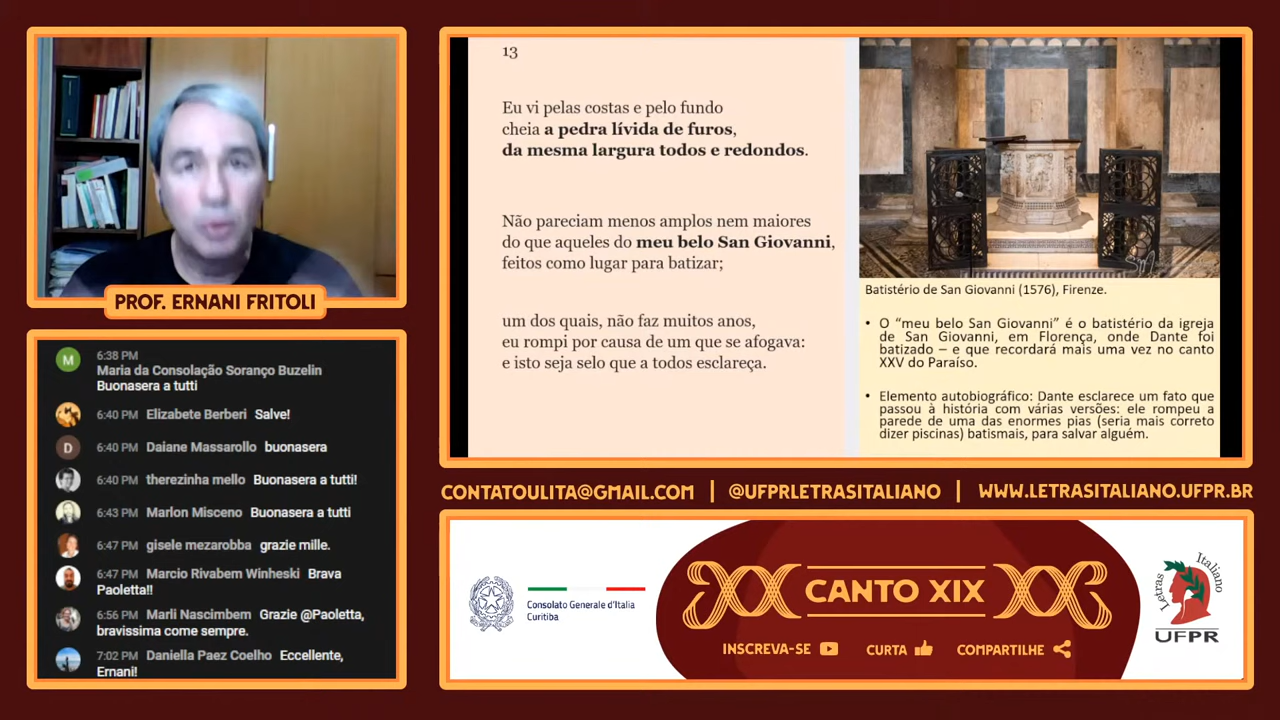 PROF. ERNANI FRITOLI
M
6:38 PM
Maria da Consolação Soranço Buzelin
Buonasera a tutti
6:40 PM Elizabete Berberi Salve!
D
6:40 PM Daiane Massarollo buonasera
6:40 PM therezinha mello Buonasera a tutti!
6:43 PM Marlon Misceno Buonasera a tutti
6:47 PM gisele mezarobba grazie mille.
6:47 PM Marcio Rivabem Winheski Brava
Paoletta!!
6:56 PM Marli Nascimbem Grazie @Paoletta,
bravissima come sempre.
7:02 PM Daniella Paez Coelho Eccellente,
Ernani!
13
Eu vi pelas costas e pelo fundo
cheia a pedra lívida de furos,
da mesma largura todos e redondos.
Não pareciam menos amplos nem maiores
do que aqueles do meu belo San Giovanni,
feitos como lugar para batizar;
um dos quais, não faz muitos anos,
eu rompi por causa de um que se afogava:
e isto seja selo que a todos esclareça.
Batistério de San Giovanni (1576), Firenze.
• O “meu belo San Giovanni” é o batistério da igreja
de San Giovanni, em Florença, onde Dante foi
batizado – e que recordará mais uma vez no canto
XXV do Paraíso.
• Elemento autobiográfico: Dante esclarece um fato que
passou à história com várias versões: ele rompeu a
parede de uma das enormes pias (seria mais correto
dizer piscinas) batismais, para salvar alguém.
CONTATOULITA@GMAIL.COM | @UFPRLETRASITALIANO | WWW.LETRASITALIANO.UFPR.BR
Consolato Generale d'Italia
Curitiba
CANTO XIX
INSCREVA-SE CURTA COMPARTILHE
Letras Italiano
UFPR